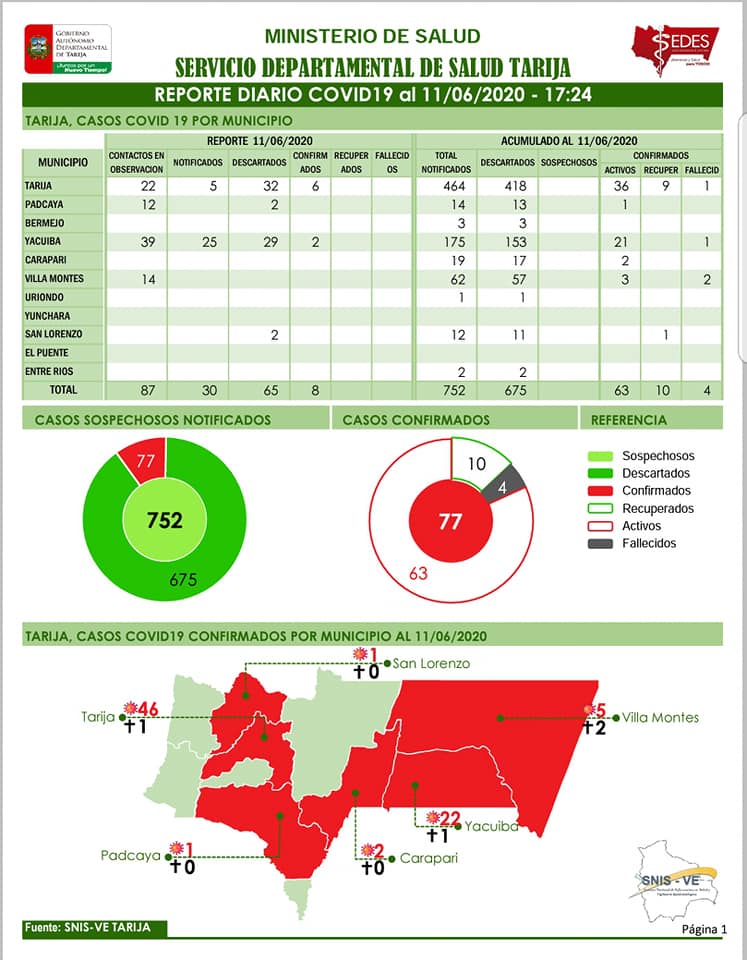 GOBIERNO
AUTÓNOMO
DEPARTAMENTAL
DE TARIJA
¡Juntos por un
Nuevo Tiempo!
MINISTERIO DE SALUD
SERVICIO DEPARTAMENTAL DE SALUD TARIJA
SEDES
REPORTE DIARIO COVID19 al 11/06/2020 - 17:24
TARIJA, CASOS COVID 19 POR MUNICIPIO
REPORTE 11/06/2020 ACUMULADO AL 11/06/2020
MUNICIPIO CONTACTOS EN OBSERVACION NOTIFICADOS DESCARTADOS CONFIRM ADOS RECUPER ADOS FALLECID OS TOTAL NOTIFICADOS DESCARTADOS SOSPECHOSOS CONFIRMADOS ACTIVOS RECUPER FALLECID
TARIJA 22 5 32 6 464 418 36 9 1
PADCAYA 12 2 14 13 1
BERMEJO 3 3
YACUIBA 39 25 29 2 175 153 21 1
CARAPARI 19 17 2
VILLA MONTES 14 62 57 3 2
URIONDO 1 1
YUNCHARA
SAN LORENZO 2 12 11 1
EL PUENTE
ENTRE RIOS 2 2
TOTAL 87 30 65 8 752 675 63 10 4
CASOS SOSPECHOSOS NOTIFICADOS
77
752
675
CASOS CONFIRMADOS
10
4
77
63
REFERENCIA
Sospechosos
Descartados
Confirmados
Recuperados
Activos
Fallecidos
TARIJA, CASOS COVID19 CONFIRMADOS POR MUNICIPIO AL 11/06/2020
1
0 San Lorenzo
Tarija 46
1
5
2 Villa Montes
22
1 Yacuiba
Padcaya 1
0
2
0 Carapari
SNIS - VE
Fuente: SNIS-VE TARIJA
Página 1